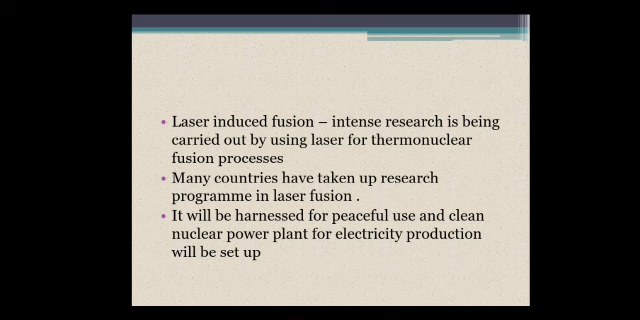 • Laser induced fusion – intense research is being
carried out by using laser for thermonuclear
fusion processes
• Many countries have taken up research
programme in laser fusion .
• It will be harnessed for peaceful use and clean
nuclear power plant for electricity production
will be set up